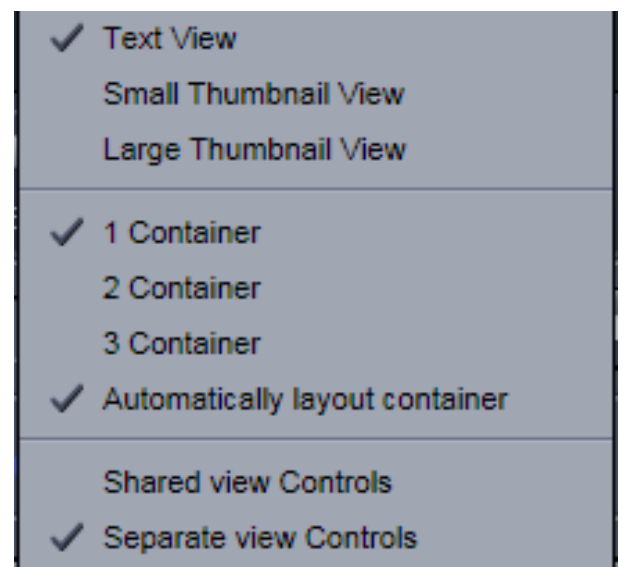 Text View
Small Thumbnail View
Large Thumbnail View
1 Container
2 Container
3 Container
Automatically layout container
Shared view Controls
Separate view Controls